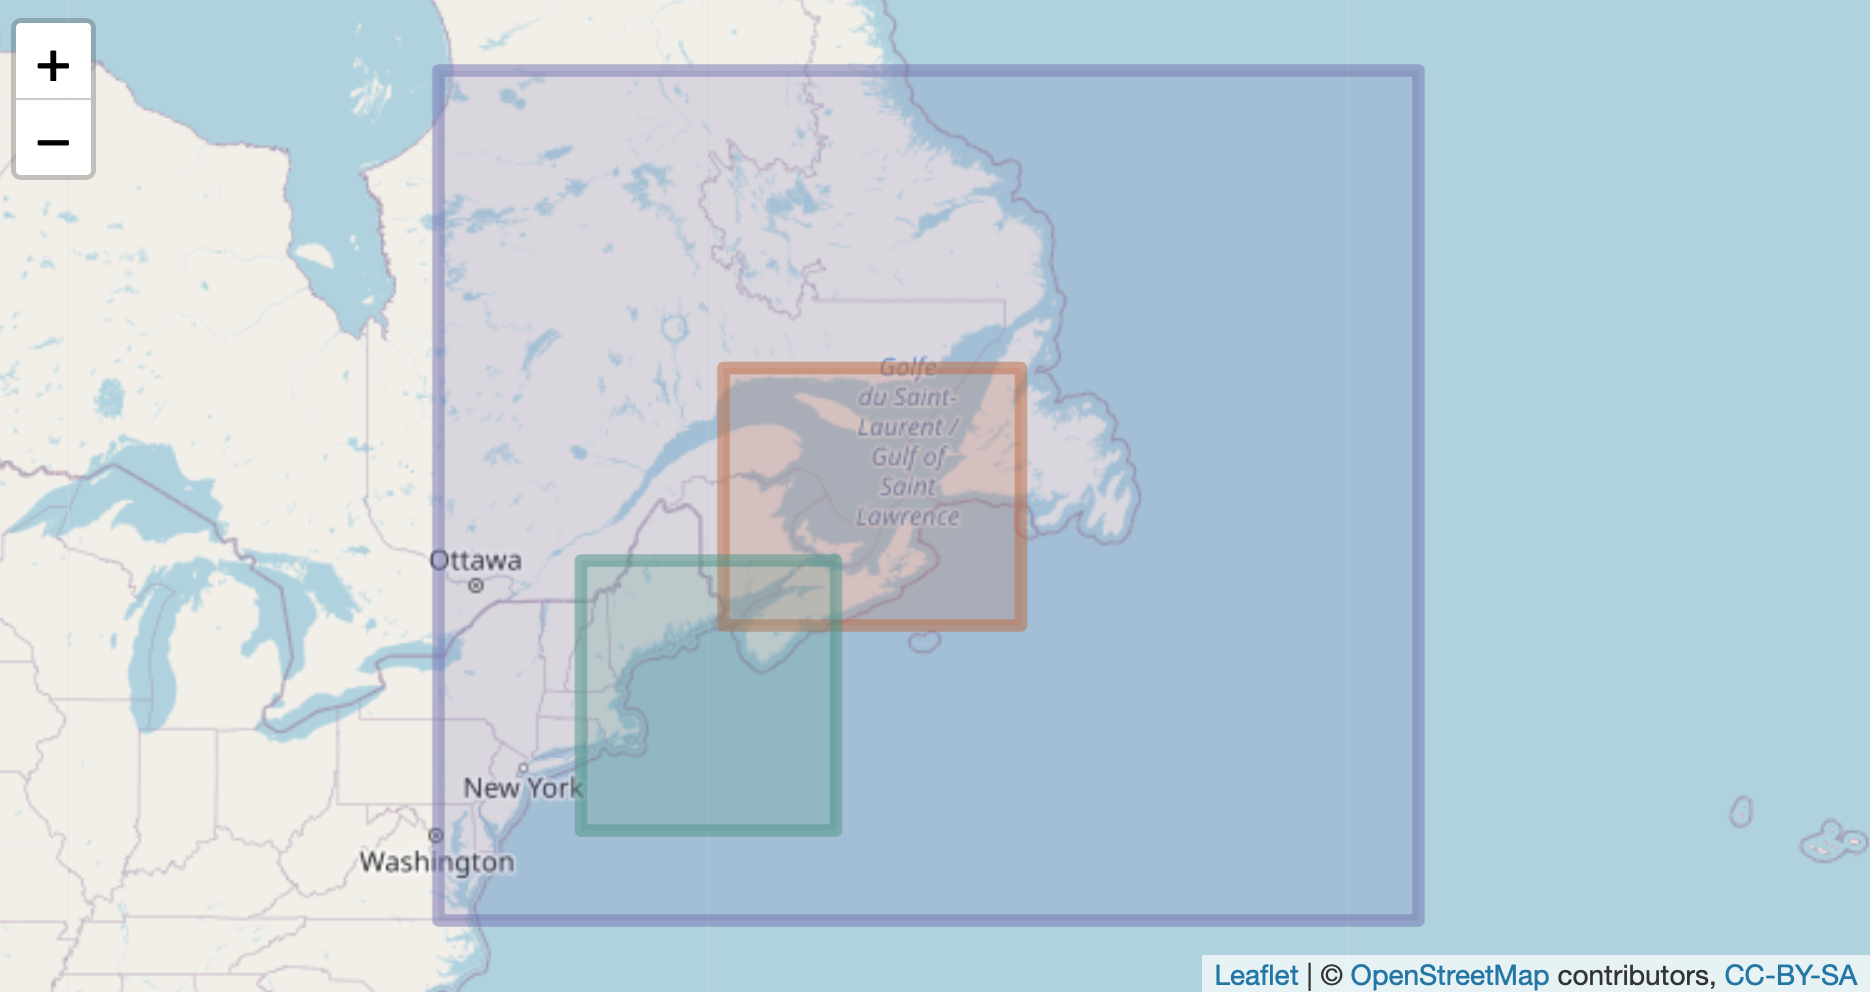 +
−
Golfe
du Saint-
Laurent /
Gulf of
Saint
Lawrence
Ottawa
New York
Washington
Leaflet | © OpenStreetMap contributors, CC-BY-SA